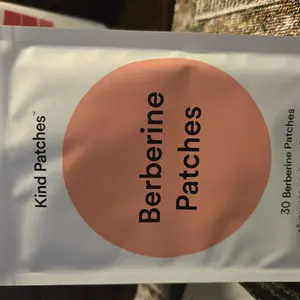 Kind Patches™
Berberine
Patches
30 Berberine Patches